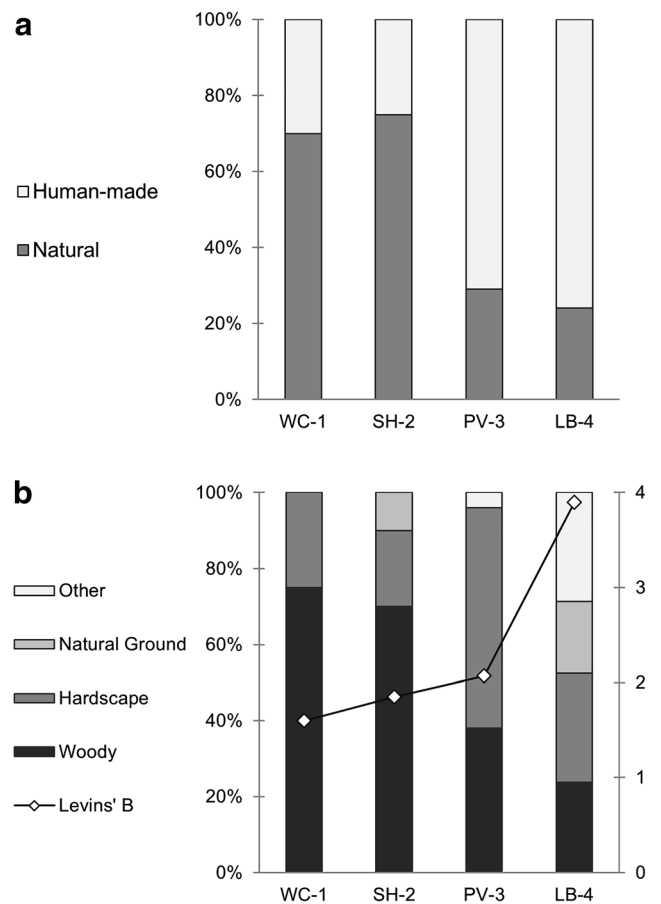 a
100%
80%
60%
40%
20%
0%
Human-made
Natural
WC-1 SH-2 PV-3 LB-4
b
100%
80%
60%
40%
20%
0%
Other
Natural Ground
Hardscape
Woody
Levins' B
4
3
2
1
0
WC-1 SH-2 PV-3 LB-4